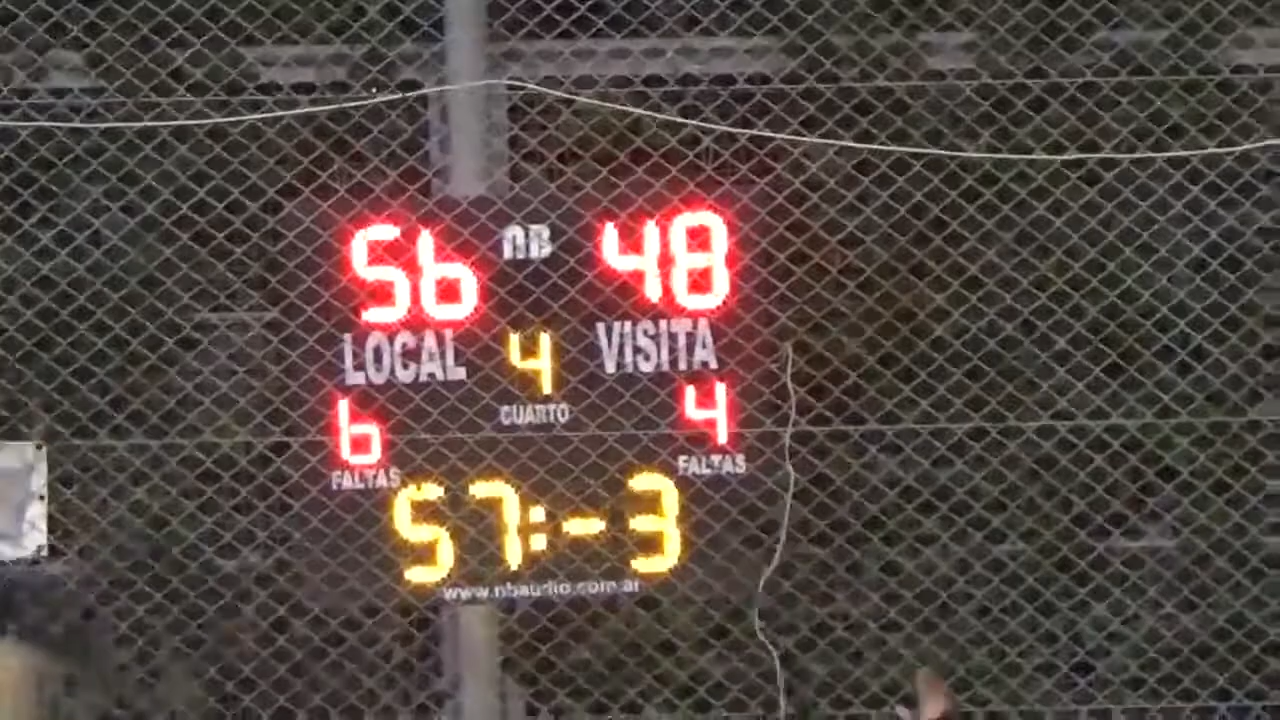 56 nB 48
LOCAL 4 VISITA
CUARTO
6 4
FALTAS FALTAS
57:-3
www.nbaudio.com.ar